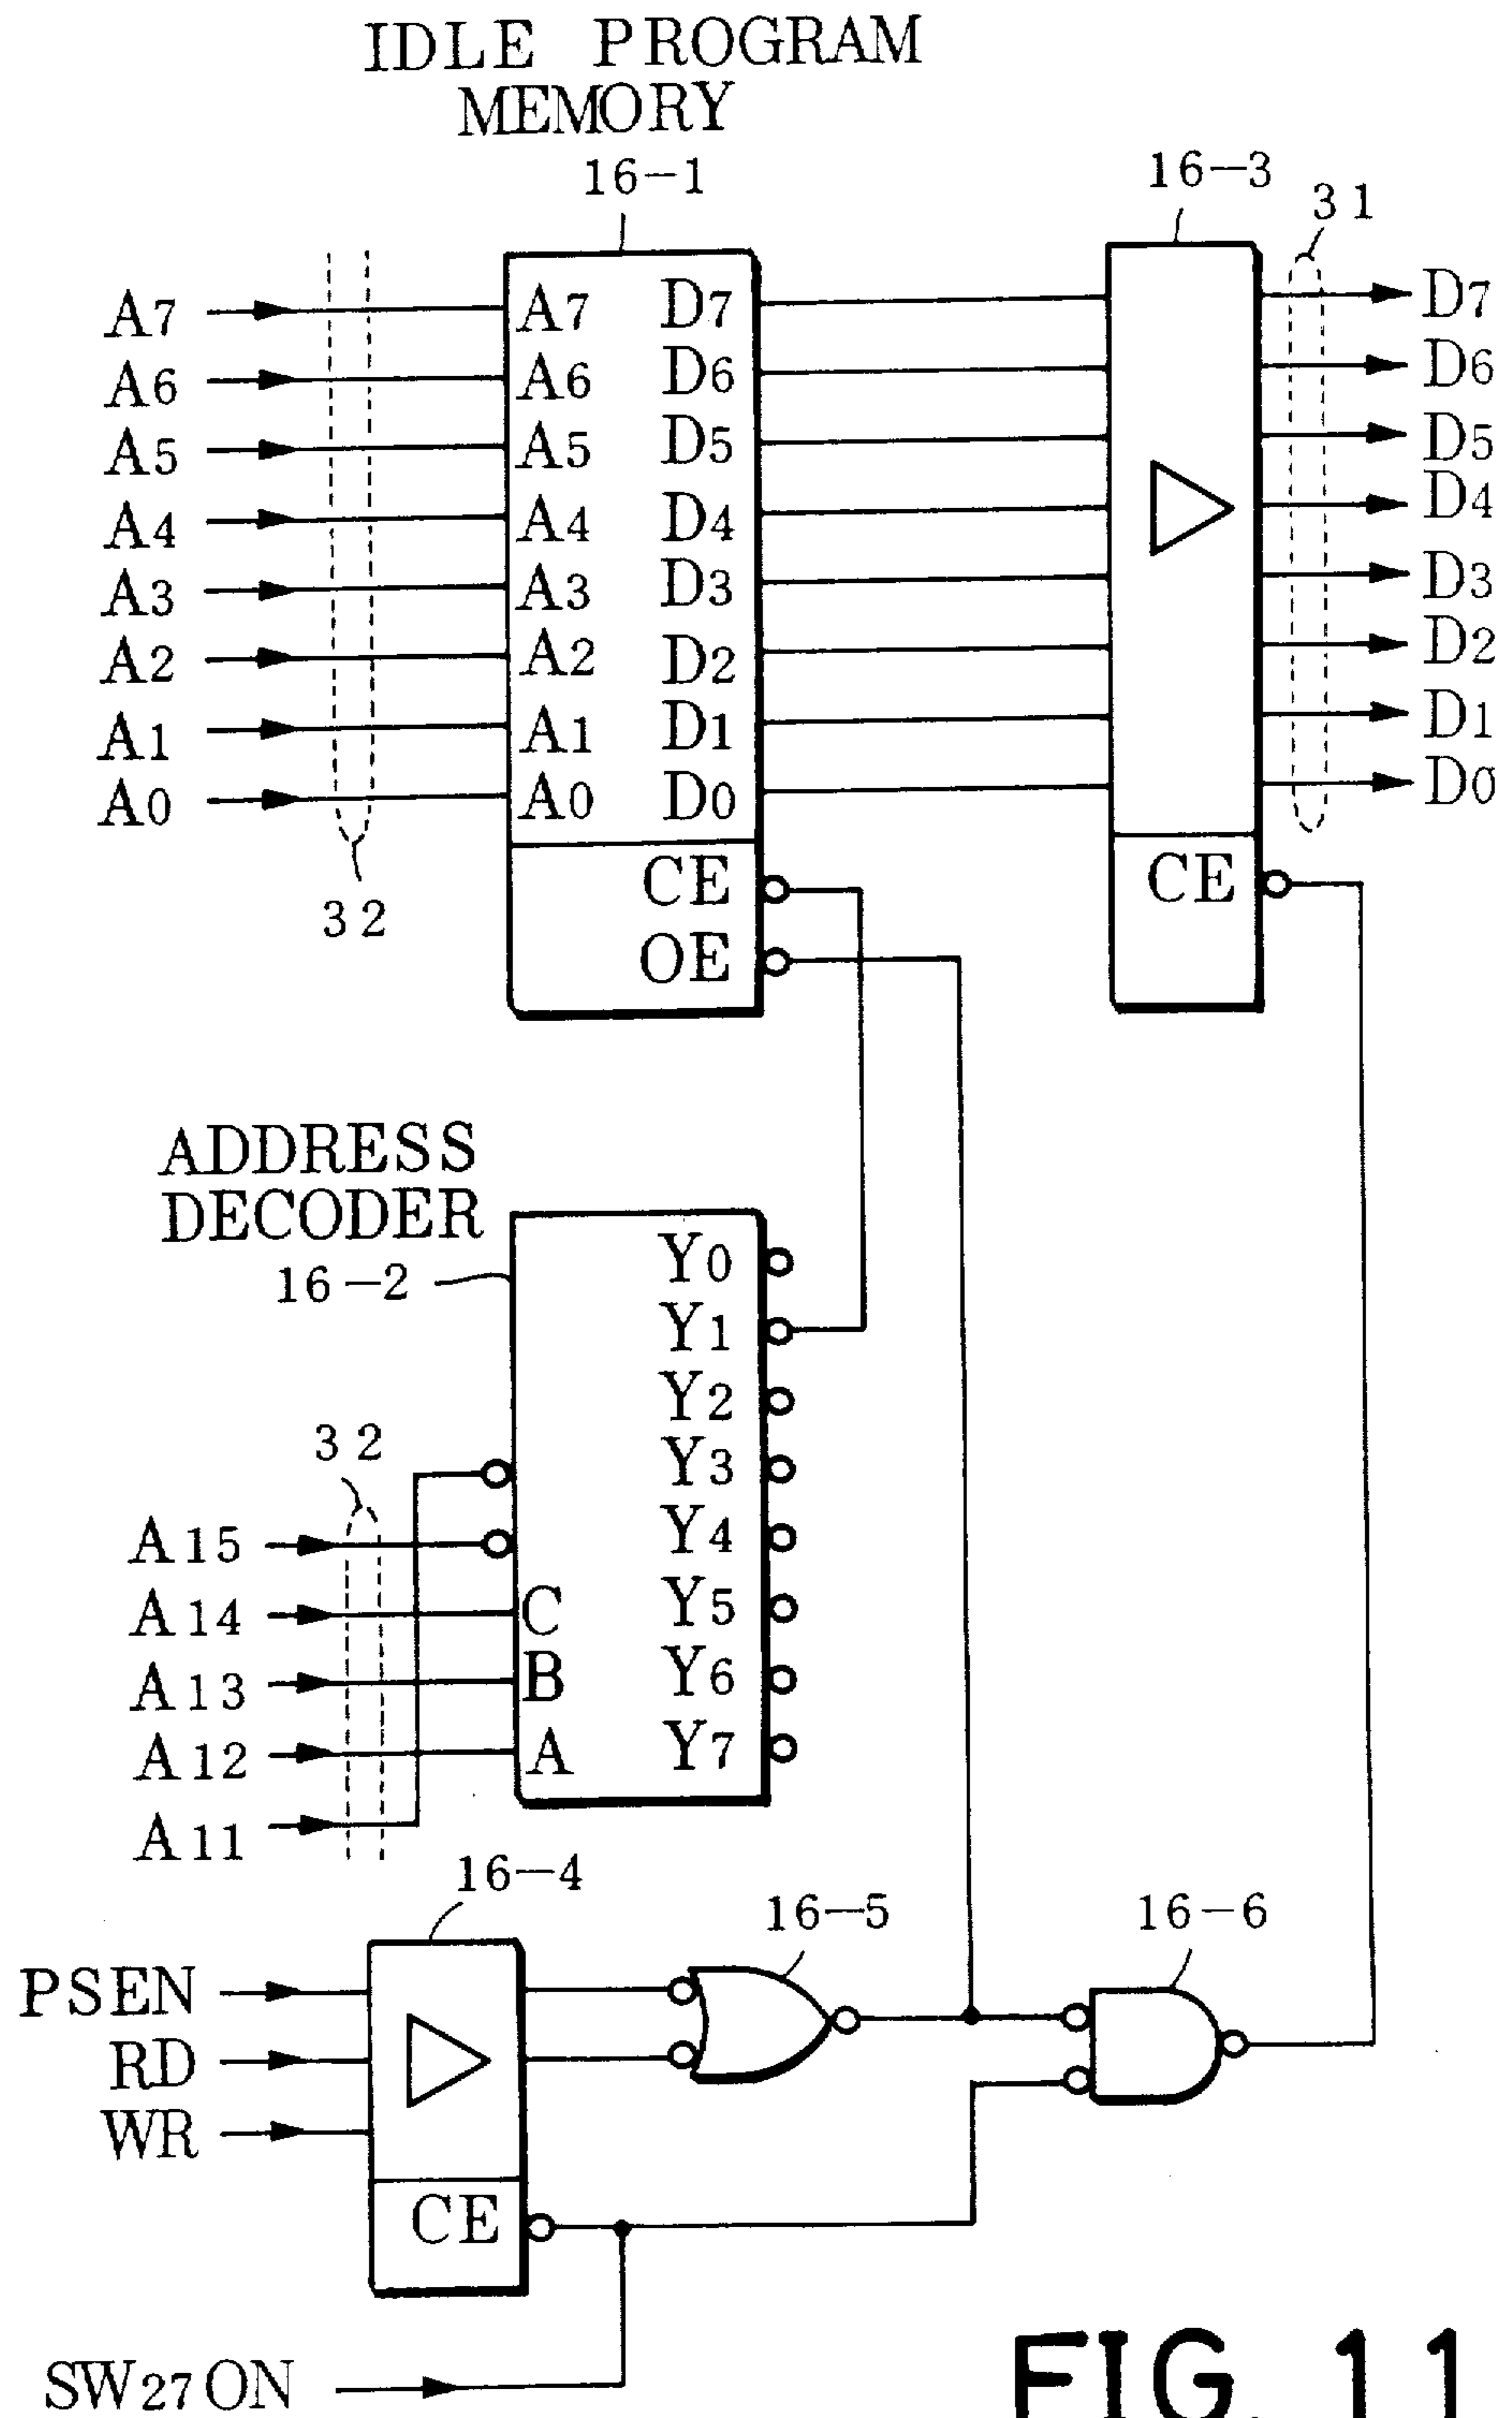 IDLE PROGRAM
MEMORY
16-1
16-3
31
A7 A7 D7 D7
A6 A6 D6 D6
A5 A5 D5 D5
A4 A4 D4 D4
A3 A3 D3 D3
A2 A2 D2 D2
A1 A1 D1 D1
A0 A0 D0 D0
32
CE
OE
CE
ADDRESS
DECODER
16-2
Y0
Y1
Y2
Y3
Y4
Y5
Y6
Y7
32
A15
A14 C
A13 B
A12 A
A11
16-4
16-5
16-6
PSEN
RD
WR
CE
SW27ON
FIG. 11